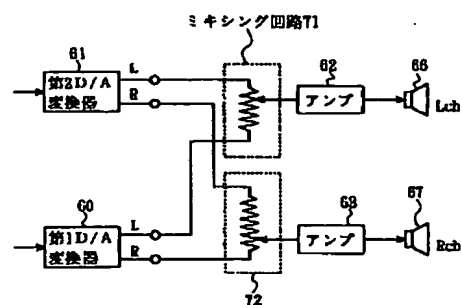 ミキシング回路71
61
第2D/A
変換器
L
R
62
アンプ
66
Lch
60
第1D/A
変換器
L
R
63
アンプ
67
Rch
72